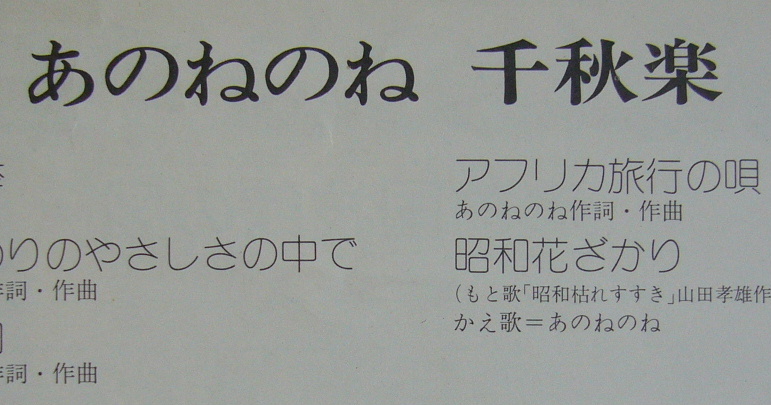 あのねのね 千秋楽
りのやさしさの中で
詞・作曲
詞・作曲
アフリカ旅行の唄
あのねのね作詞・作曲
昭和花ざかり
(もと歌「昭和枯れすすき」山田孝雄作
かえ歌＝あのねのね